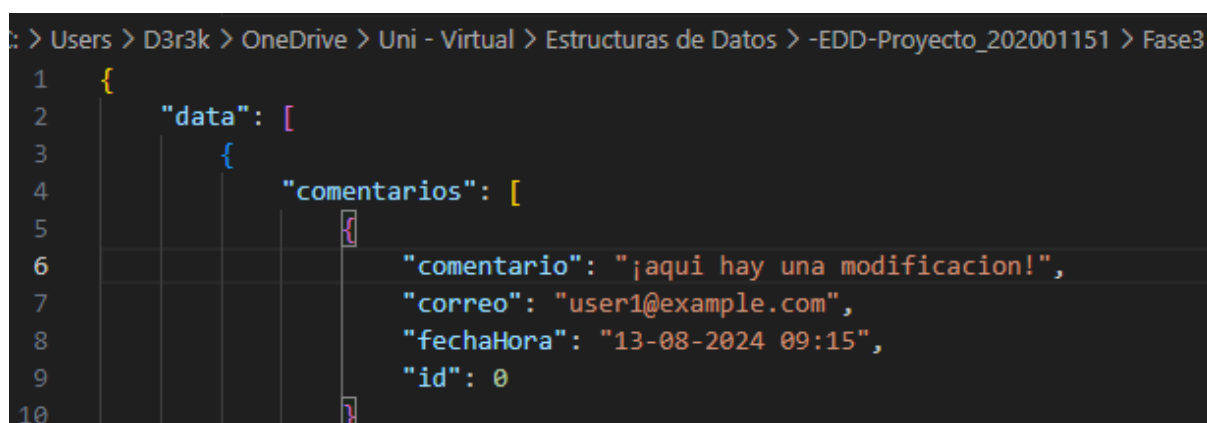 : > Users > D3r3k > OneDrive > Uni - Virtual > Estructuras de Datos > -EDD-Proyecto_202001151 > Fase3
1 {
2 "data": [
3 {
4 "comentarios": [
5 {
6 "comentario": "¡aqui hay una modificacion!",
7 "correo": "user1@example.com",
8 "fechaHora": "13-08-2024 09:15",
9 "id": 0
10 }